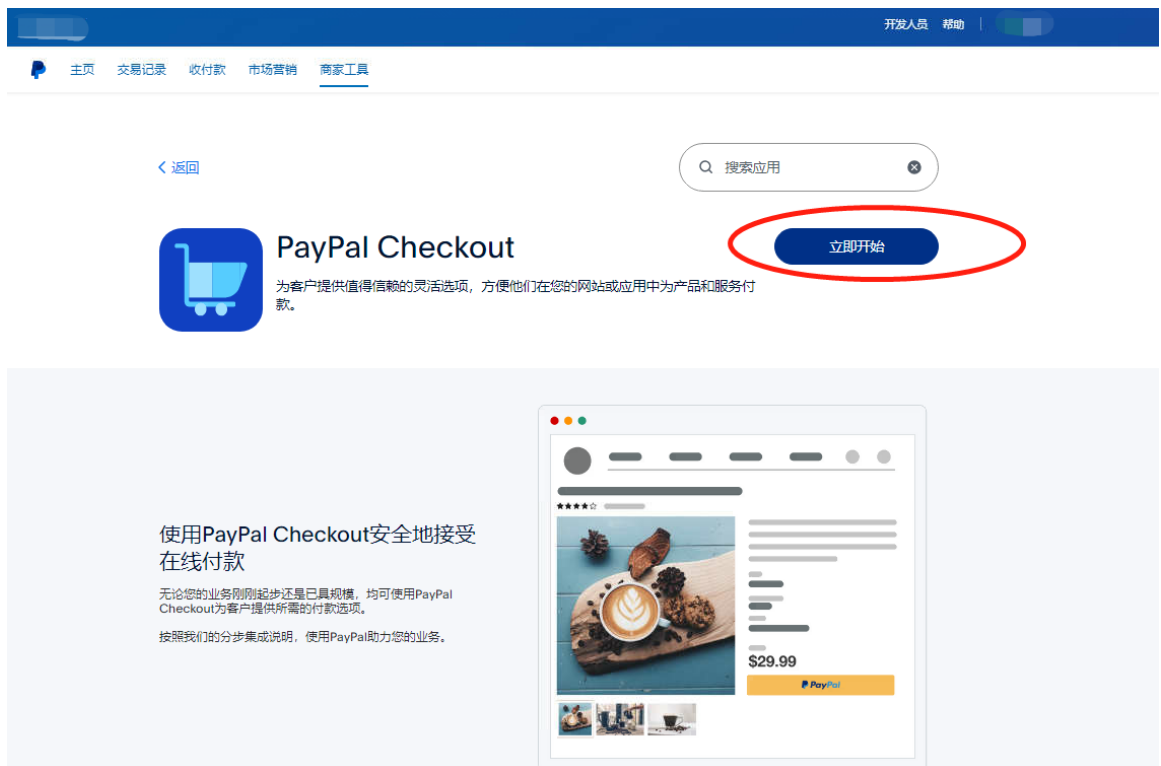 开发人员 帮助
主页 交易记录 收付款 市场营销 商家工具
返回
搜索应用
PayPal Checkout
立即开始
为客户提供值得信赖的灵活选项，方便他们在您的网站或应用中为产品和服务付
款。
使用PayPal Checkout安全地接受
在线付款
无论您的业务刚刚起步还是已具规模，均可使用PayPal
Checkout为客户提供所需的付款选项。
按照我们的分步集成说明，使用PayPal助力您的业务。
$29.99
PayPal